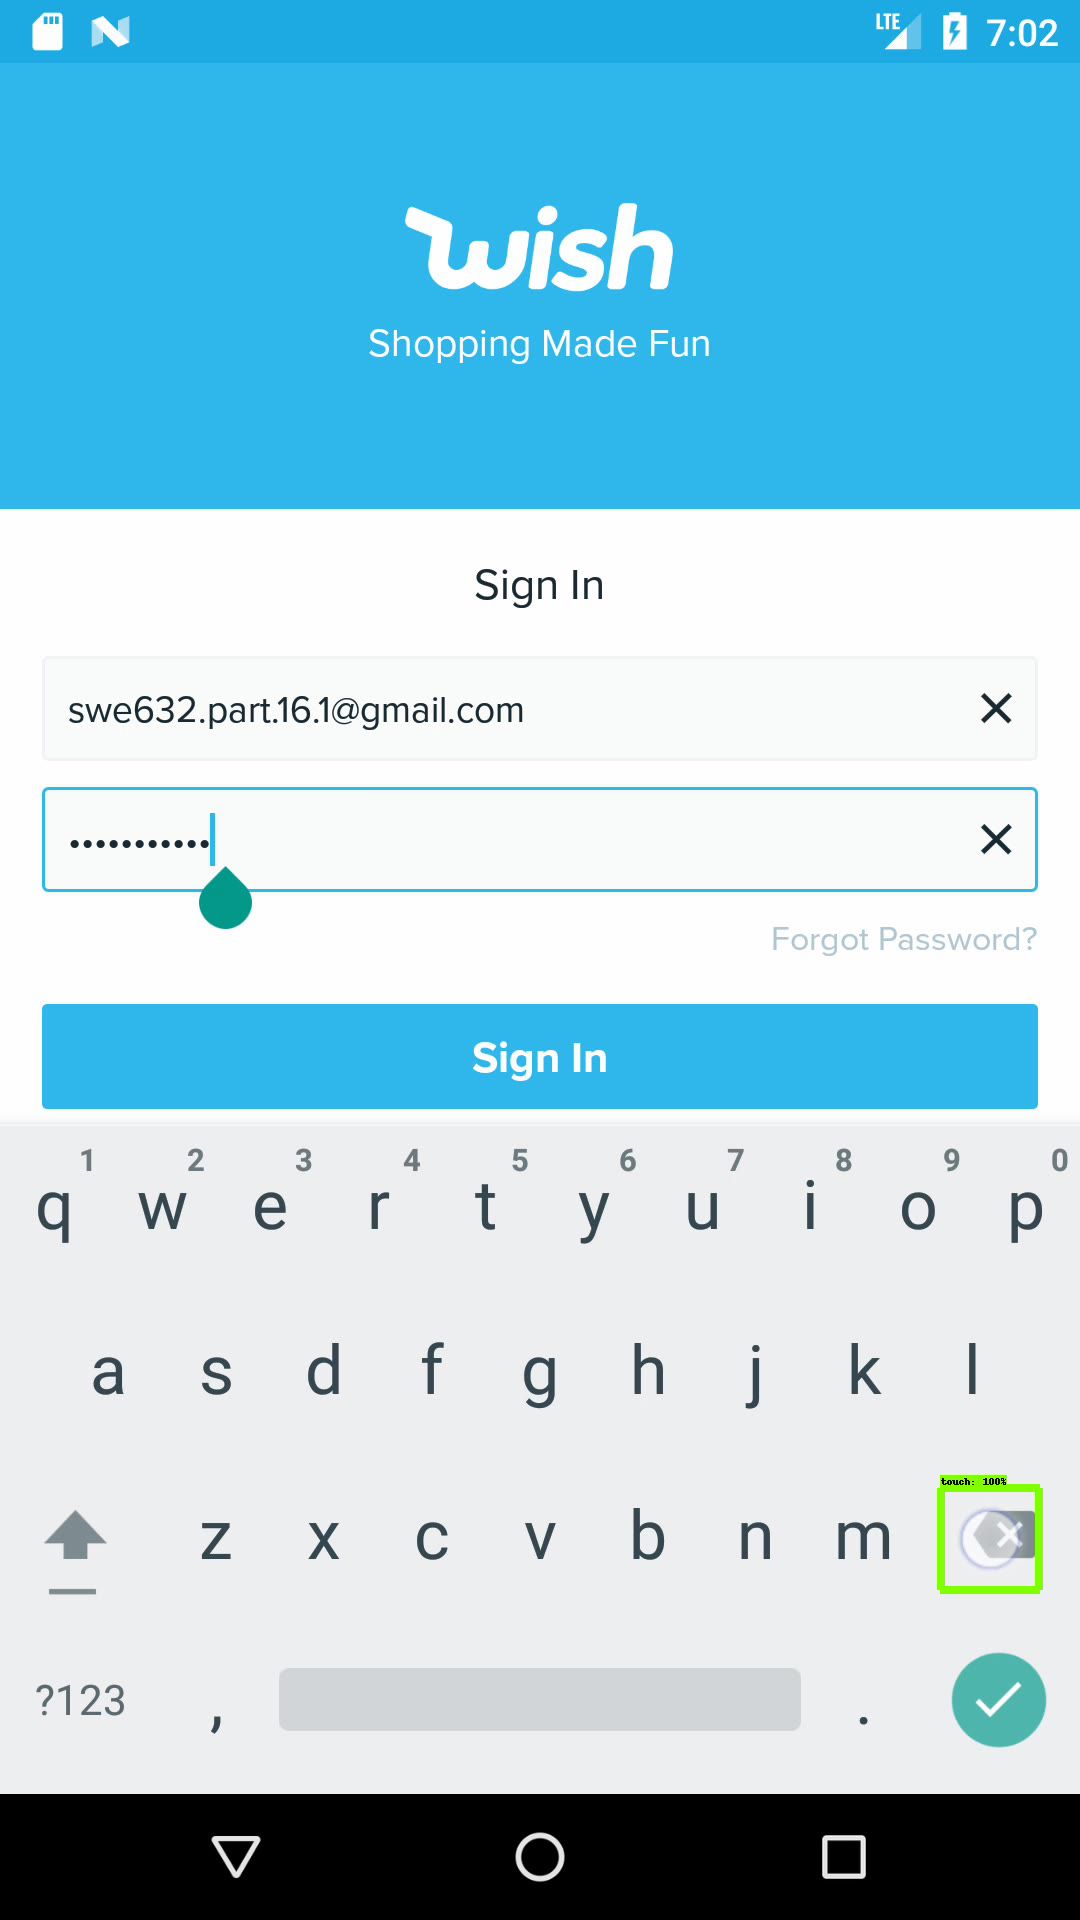 LTE 7:02
wish
Shopping Made Fun
Sign In
swe632.part.16.1@gmail.com
•••••••••••
Forgot Password?
Sign In
1 2 3 4 5 6 7 8 9 0
q w e r t y u i o p
a s d f g h j k l
touch: 100%
z x c v b n m
?123 , .